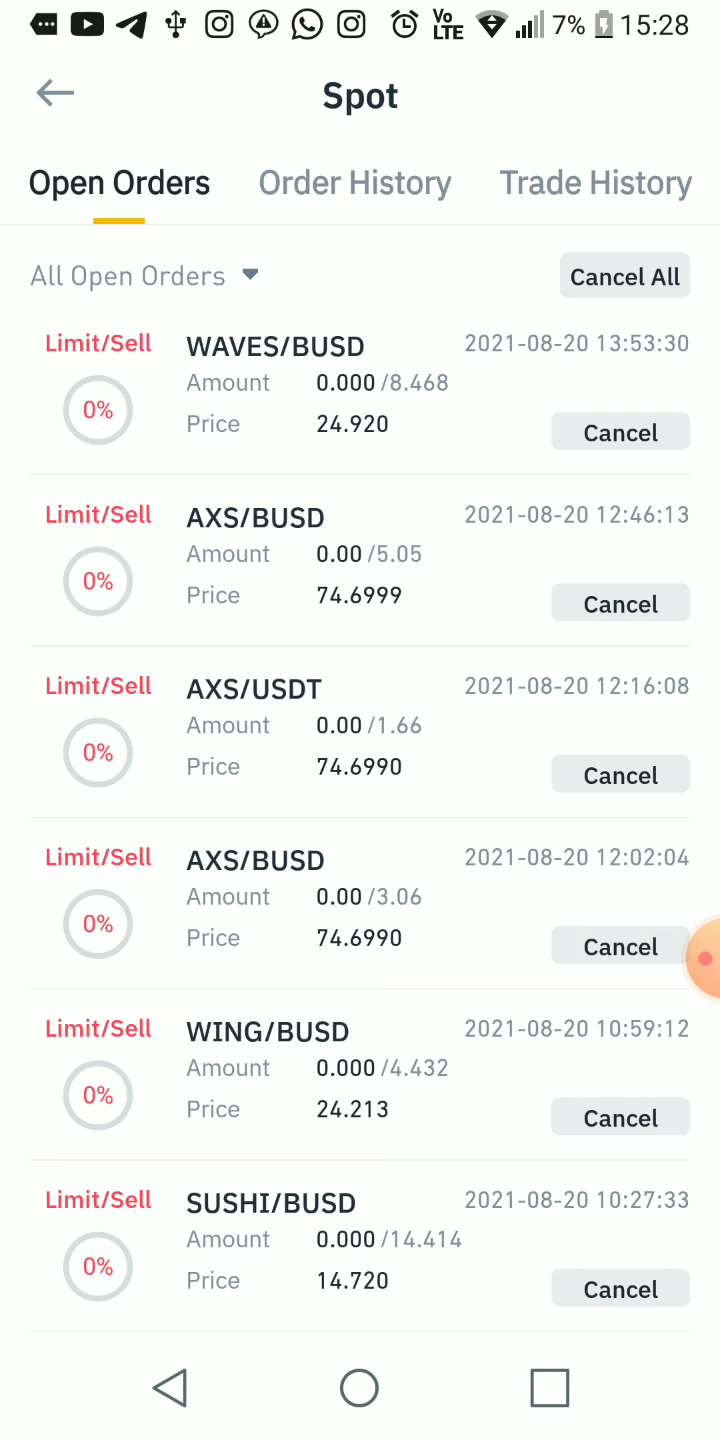 Vo LTE 7% 15:28
Spot
Open Orders Order History Trade History
All Open Orders Cancel All
Limit/Sell WAVES/BUSD 2021-08-20 13:53:30
Amount 0.000 /8.468
0%
Price 24.920 Cancel
Limit/Sell AXS/BUSD 2021-08-20 12:46:13
Amount 0.00 /5.05
0%
Price 74.6999 Cancel
Limit/Sell AXS/USDT 2021-08-20 12:16:08
Amount 0.00 /1.66
0%
Price 74.6990 Cancel
Limit/Sell AXS/BUSD 2021-08-20 12:02:04
Amount 0.00 /3.06
0%
Price 74.6990 Cancel
Limit/Sell WING/BUSD 2021-08-20 10:59:12
Amount 0.000 /4.432
0%
Price 24.213 Cancel
Limit/Sell SUSHI/BUSD 2021-08-20 10:27:33
Amount 0.000 /14.414
0%
Price 14.720 Cancel